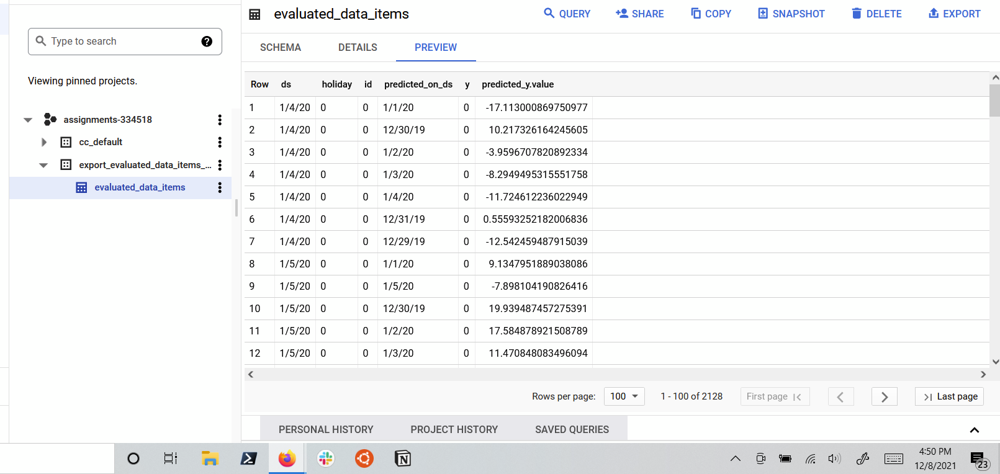 evaluated_data_items
QUERY SHARE COPY SNAPSHOT DELETE EXPORT
Type to search
SCHEMA DETAILS PREVIEW
Viewing pinned projects.
assignments-334518
cc_default
export_evaluated_data_items_...
evaluated_data_items
Row ds holiday id predicted_on_ds y predicted_y.value
1 1/4/20 0 0 1/1/20 0 -17.113000869750977
2 1/4/20 0 0 12/30/19 0 10.217326164245605
3 1/4/20 0 0 1/2/20 0 -3.9596707820892334
4 1/4/20 0 0 1/3/20 0 -8.2949495315551758
5 1/4/20 0 0 1/4/20 0 -11.724612236022949
6 1/4/20 0 0 12/31/19 0 0.55593252182006836
7 1/4/20 0 0 12/29/19 0 -12.542459487915039
8 1/5/20 0 0 1/1/20 0 9.1347951889038086
9 1/5/20 0 0 1/5/20 0 -7.898104190826416
10 1/5/20 0 0 12/30/19 0 19.939487457275391
11 1/5/20 0 0 1/2/20 0 17.584878921508789
12 1/5/20 0 0 1/3/20 0 11.470848083496094
Rows per page: 100 1 - 100 of 2128 First page Last page
PERSONAL HISTORY PROJECT HISTORY SAVED QUERIES
4:50 PM
12/8/2021
23